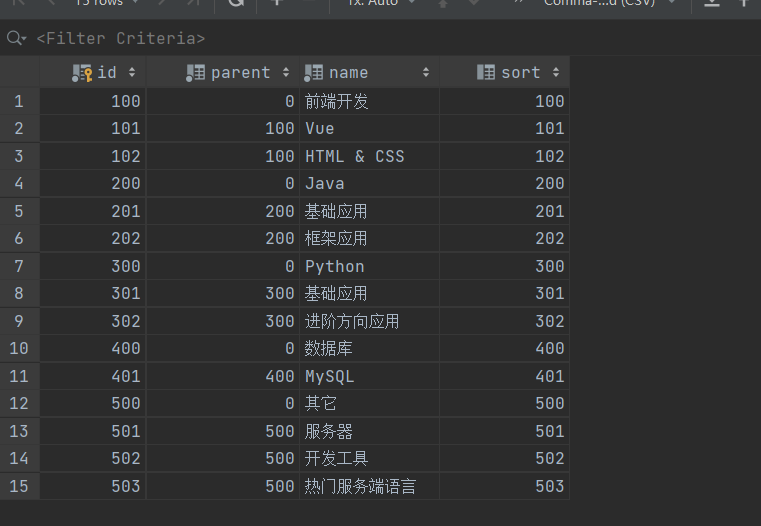 15 rows Tx: Auto Comma-...d (CSV)
<Filter Criteria>
id parent name sort
1 100 0 前端开发 100
2 101 100 Vue 101
3 102 100 HTML & CSS 102
4 200 0 Java 200
5 201 200 基础应用 201
6 202 200 框架应用 202
7 300 0 Python 300
8 301 300 基础应用 301
9 302 300 进阶方向应用 302
10 400 0 数据库 400
11 401 400 MySQL 401
12 500 0 其它 500
13 501 500 服务器 501
14 502 500 开发工具 502
15 503 500 热门服务端语言 503